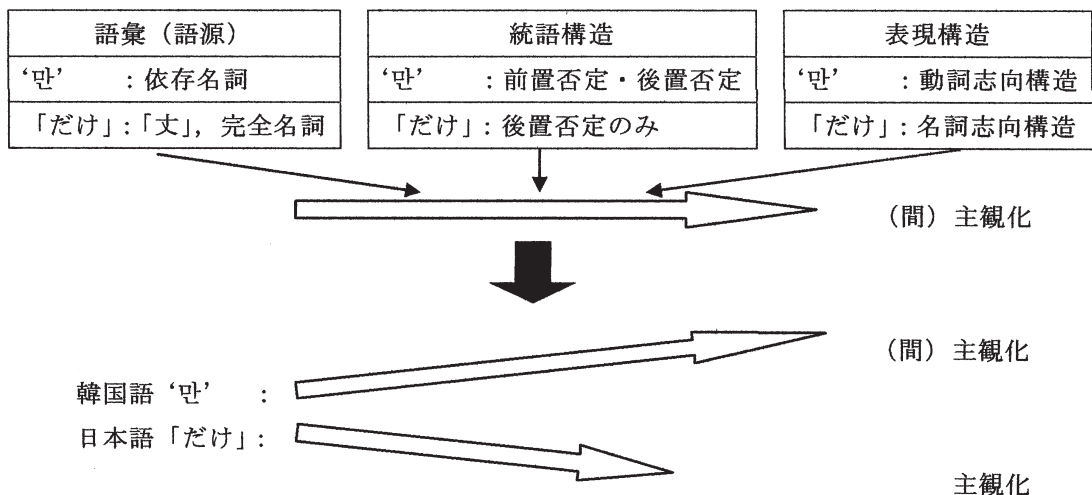 語彙（語源）
‘만’　：依存名詞
「だけ」：「丈」，完全名詞
統語構造
‘만’　：前置否定・後置否定
「だけ」：後置否定のみ
表現構造
‘만’　：動詞志向構造
「だけ」：名詞志向構造
（間）主観化
（間）主観化
韓国語‘만’　：
日本語「だけ」：
主観化